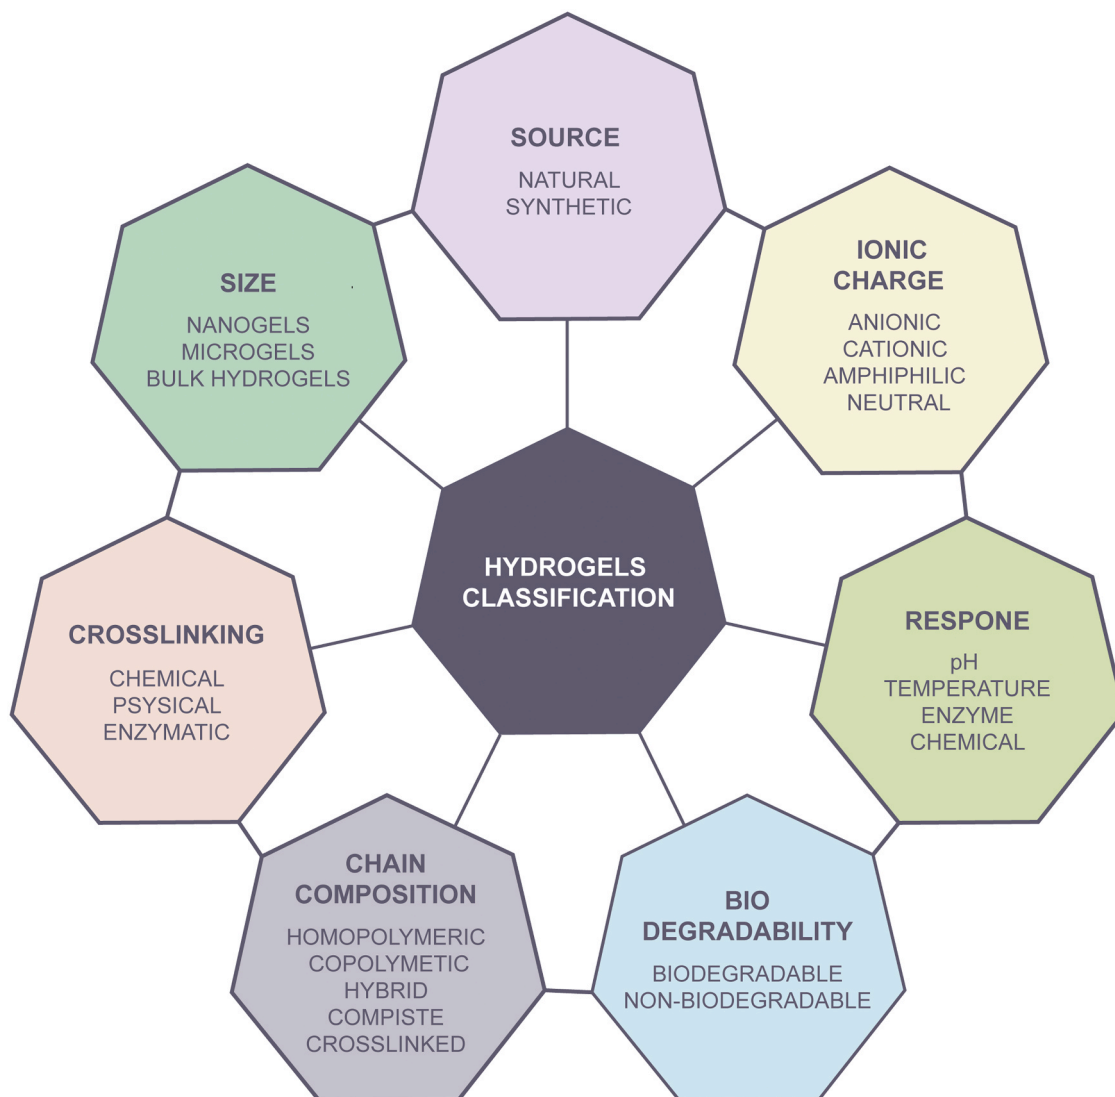 SOURCE
NATURAL
SYNTHETIC
IONIC
CHARGE
ANIONIC
CATIONIC
AMPHIPHILIC
NEUTRAL
SIZE
NANOGELS
MICROGELS
BULK HYDROGELS
HYDROGELS
CLASSIFICATION
RESPONE
pH
TEMPERATURE
ENZYME
CHEMICAL
CROSSLINKING
CHEMICAL
PSYSICAL
ENZYMATIC
CHAIN
COMPOSITION
HOMOPOLYMERIC
COPOLYMETIC
HYBRID
COMPISTE
CROSSLINKED
BIO
DEGRADABILITY
BIODEGRADABLE
NON-BIODEGRADABLE